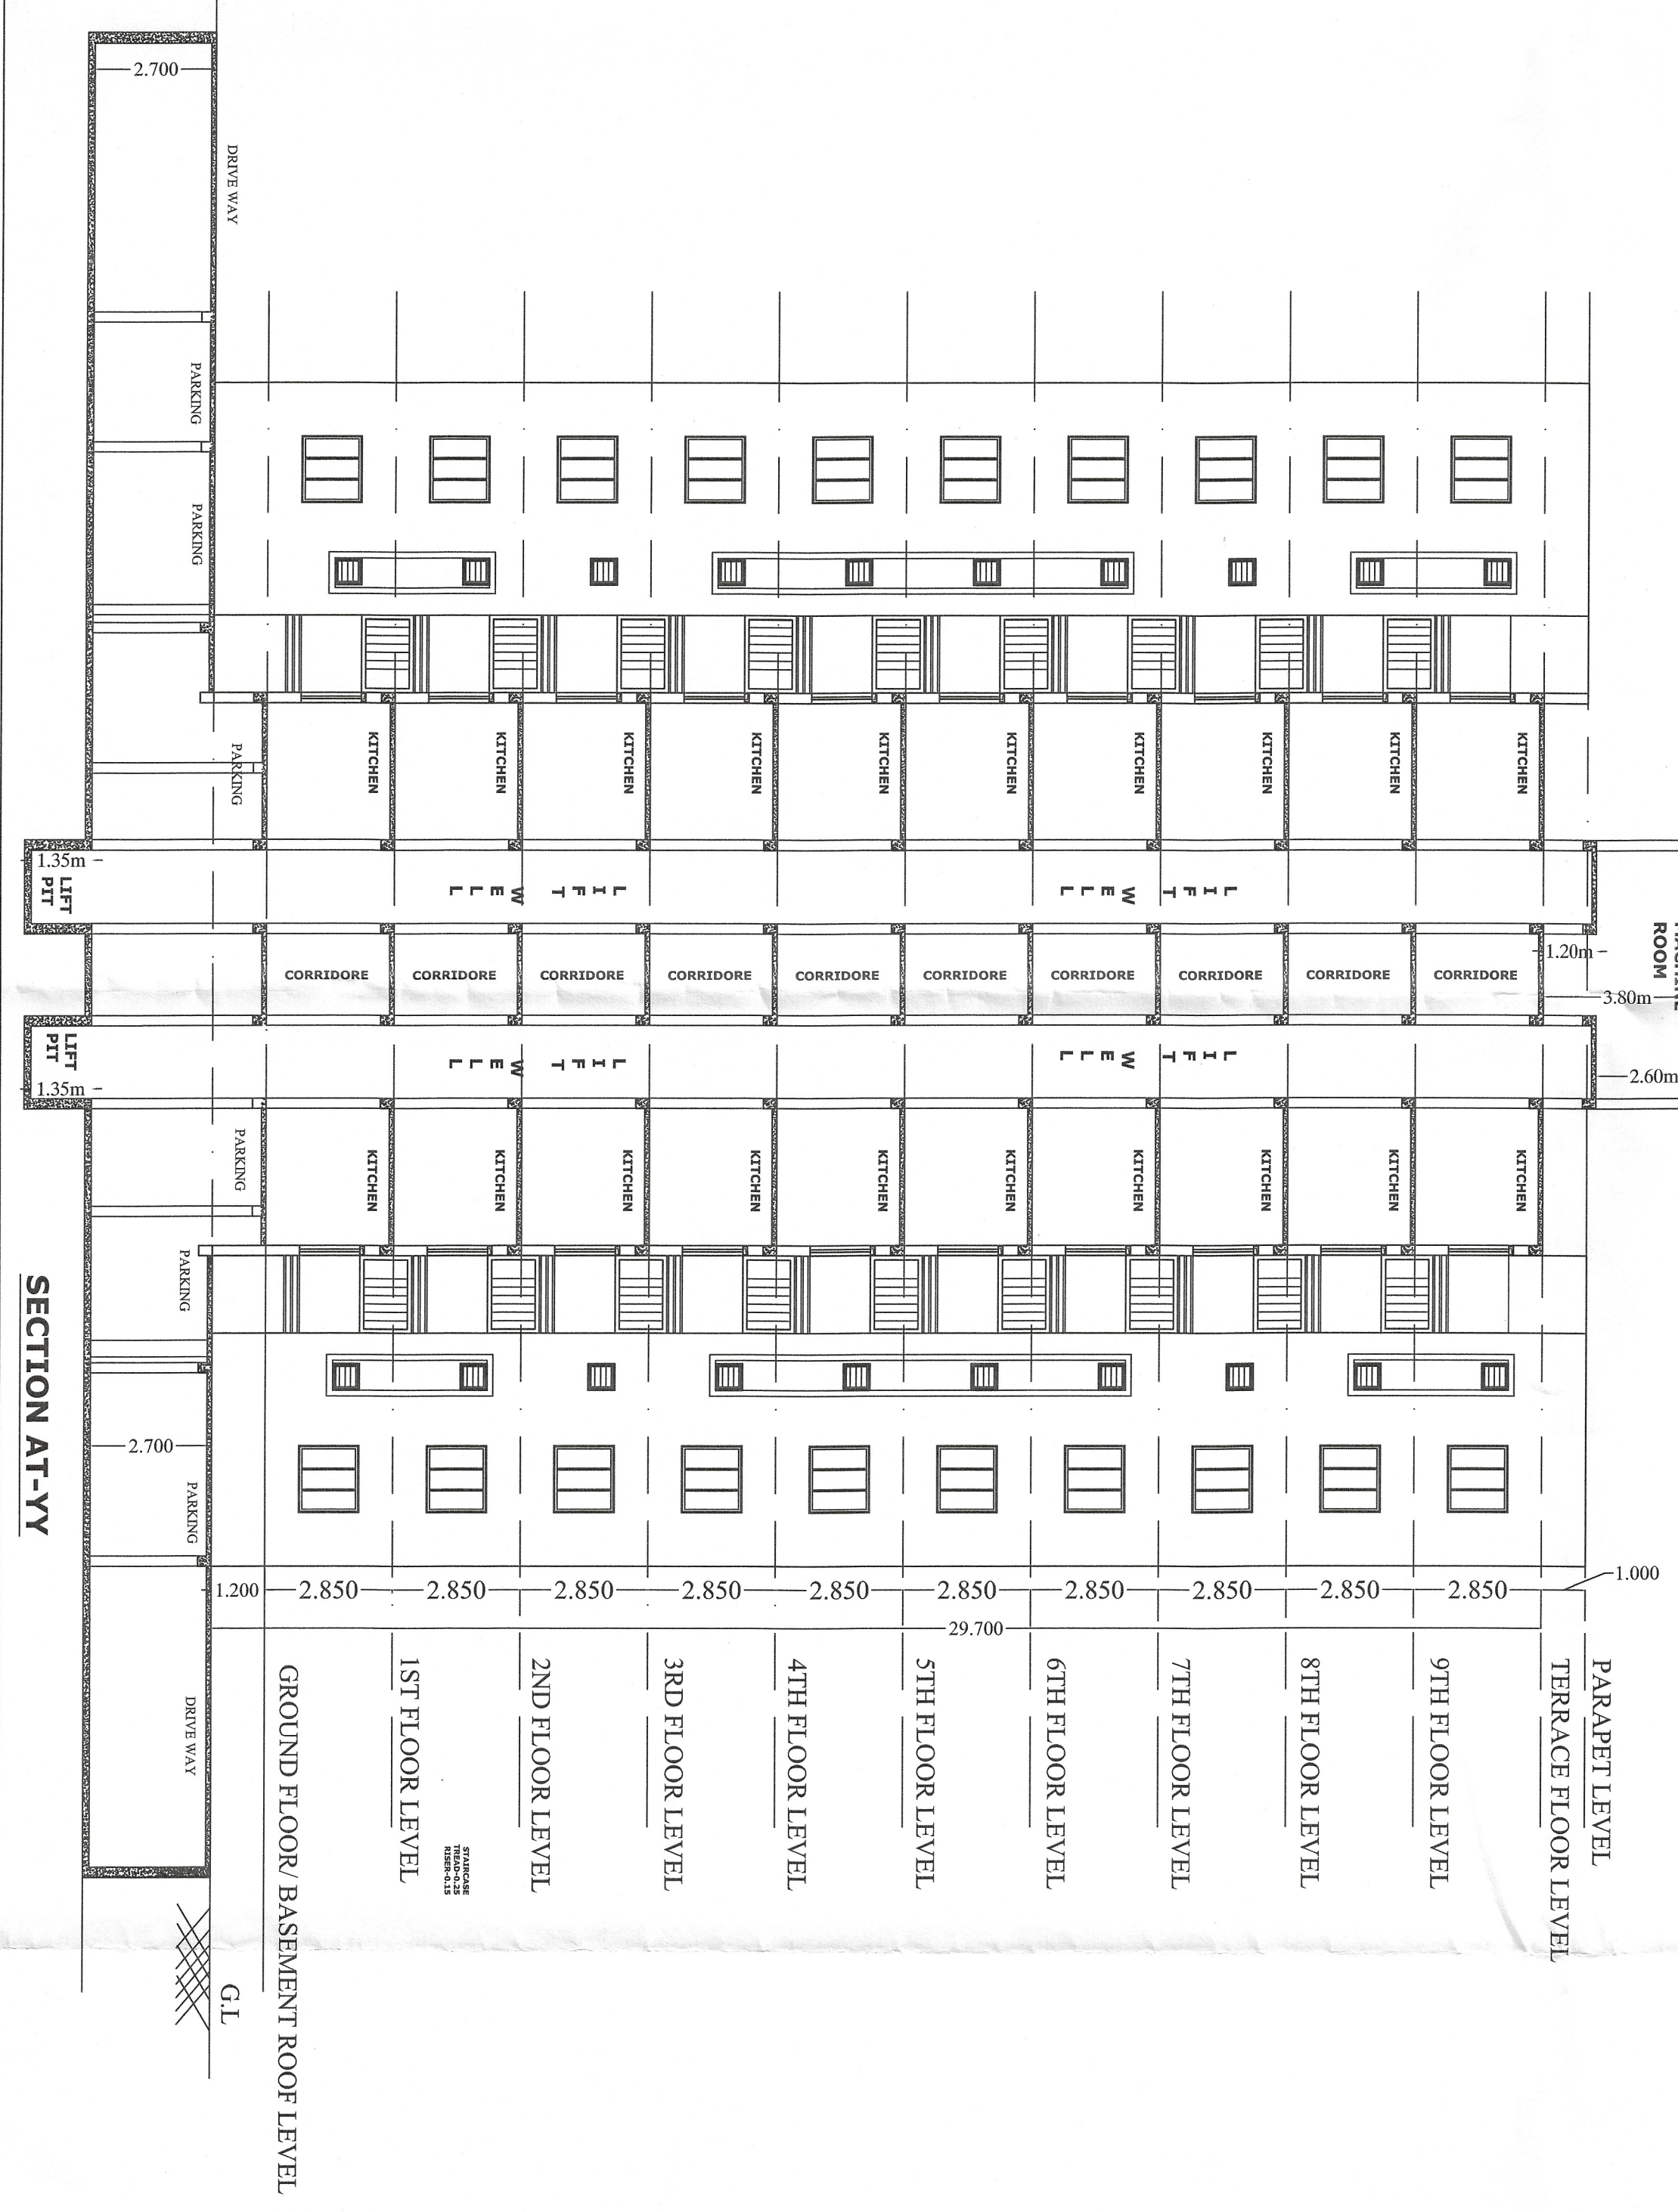 PARAPET LEVEL
TERRACE FLOOR LEVEL
9TH FLOOR LEVEL
8TH FLOOR LEVEL
7TH FLOOR LEVEL
6TH FLOOR LEVEL
5TH FLOOR LEVEL
4TH FLOOR LEVEL
3RD FLOOR LEVEL
2ND FLOOR LEVEL
1ST FLOOR LEVEL
GROUND FLOOR/ BASEMENT ROOF LEVEL
G.L
STAIRCASE
TREAD-0.25
RISER-0.15
1.000
2.850
2.850
2.850
2.850
2.850
2.850
2.850
2.850
2.850
2.850
1.200
29.700
ROOM
3.80m
2.60m
1.20m
KITCHEN
KITCHEN
KITCHEN
KITCHEN
KITCHEN
KITCHEN
KITCHEN
KITCHEN
KITCHEN
KITCHEN
LIFT WELL
LIFT WELL
CORRIDORE
CORRIDORE
CORRIDORE
CORRIDORE
CORRIDORE
CORRIDORE
CORRIDORE
CORRIDORE
CORRIDORE
CORRIDORE
LIFT WELL
LIFT WELL
KITCHEN
KITCHEN
KITCHEN
KITCHEN
KITCHEN
KITCHEN
KITCHEN
KITCHEN
KITCHEN
KITCHEN
DRIVE WAY
2.700
PARKING
PARKING
PARKING
1.35m
LIFT
PIT
LIFT
PIT
1.35m
PARKING
PARKING
2.700
PARKING
DRIVE WAY
SECTION AT-YY